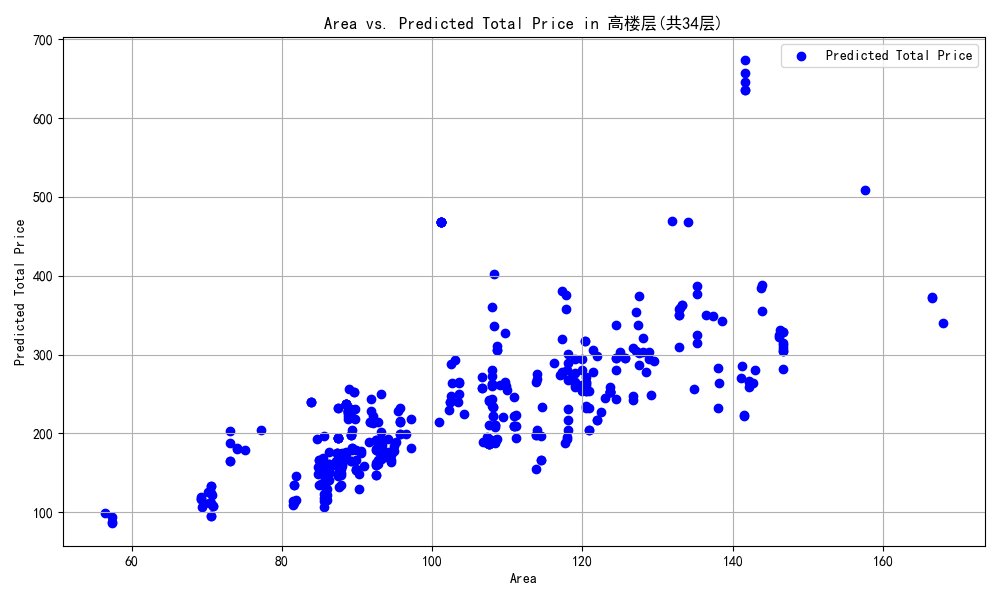 Area vs. Predicted Total Price in 高楼层(共34层)
Predicted Total Price
Predicted Total Price
700
600
500
400
300
200
100
60 80 100 120 140 160
Area